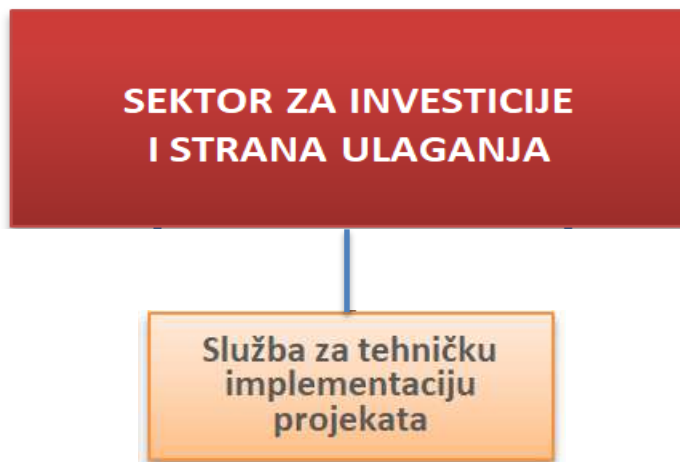 SEKTOR ZA INVESTICIJE
I STRANA ULAGANJA
Služba za tehničku
implementaciju
projekata